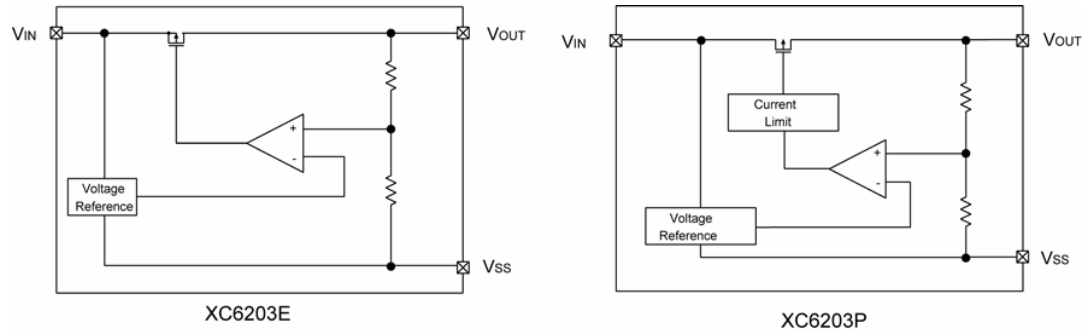 VIN
VOUT
+
-
Voltage
Reference
VSS
XC6203E
VIN
VOUT
Current
Limit
+
-
Voltage
Reference
VSS
XC6203P